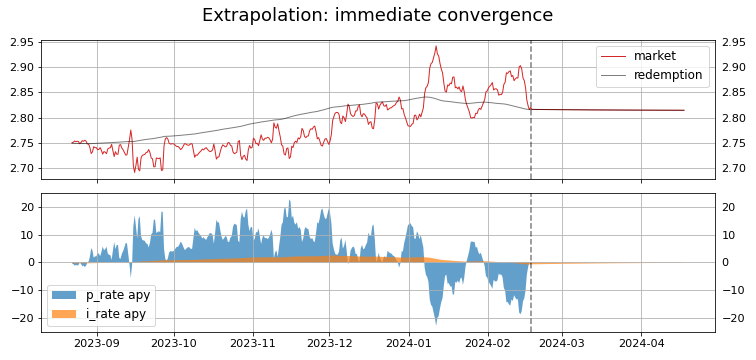 Extrapolation: immediate convergence
2.95 2.95
2.90 2.90
2.85 2.85
2.80 2.80
2.75 2.75
2.70 2.70
market
redemption
20 20
10 10
0 0
−10 −10
−20 −20
p_rate apy
i_rate apy
2023-09 2023-10 2023-11 2023-12 2024-01 2024-02 2024-03 2024-04